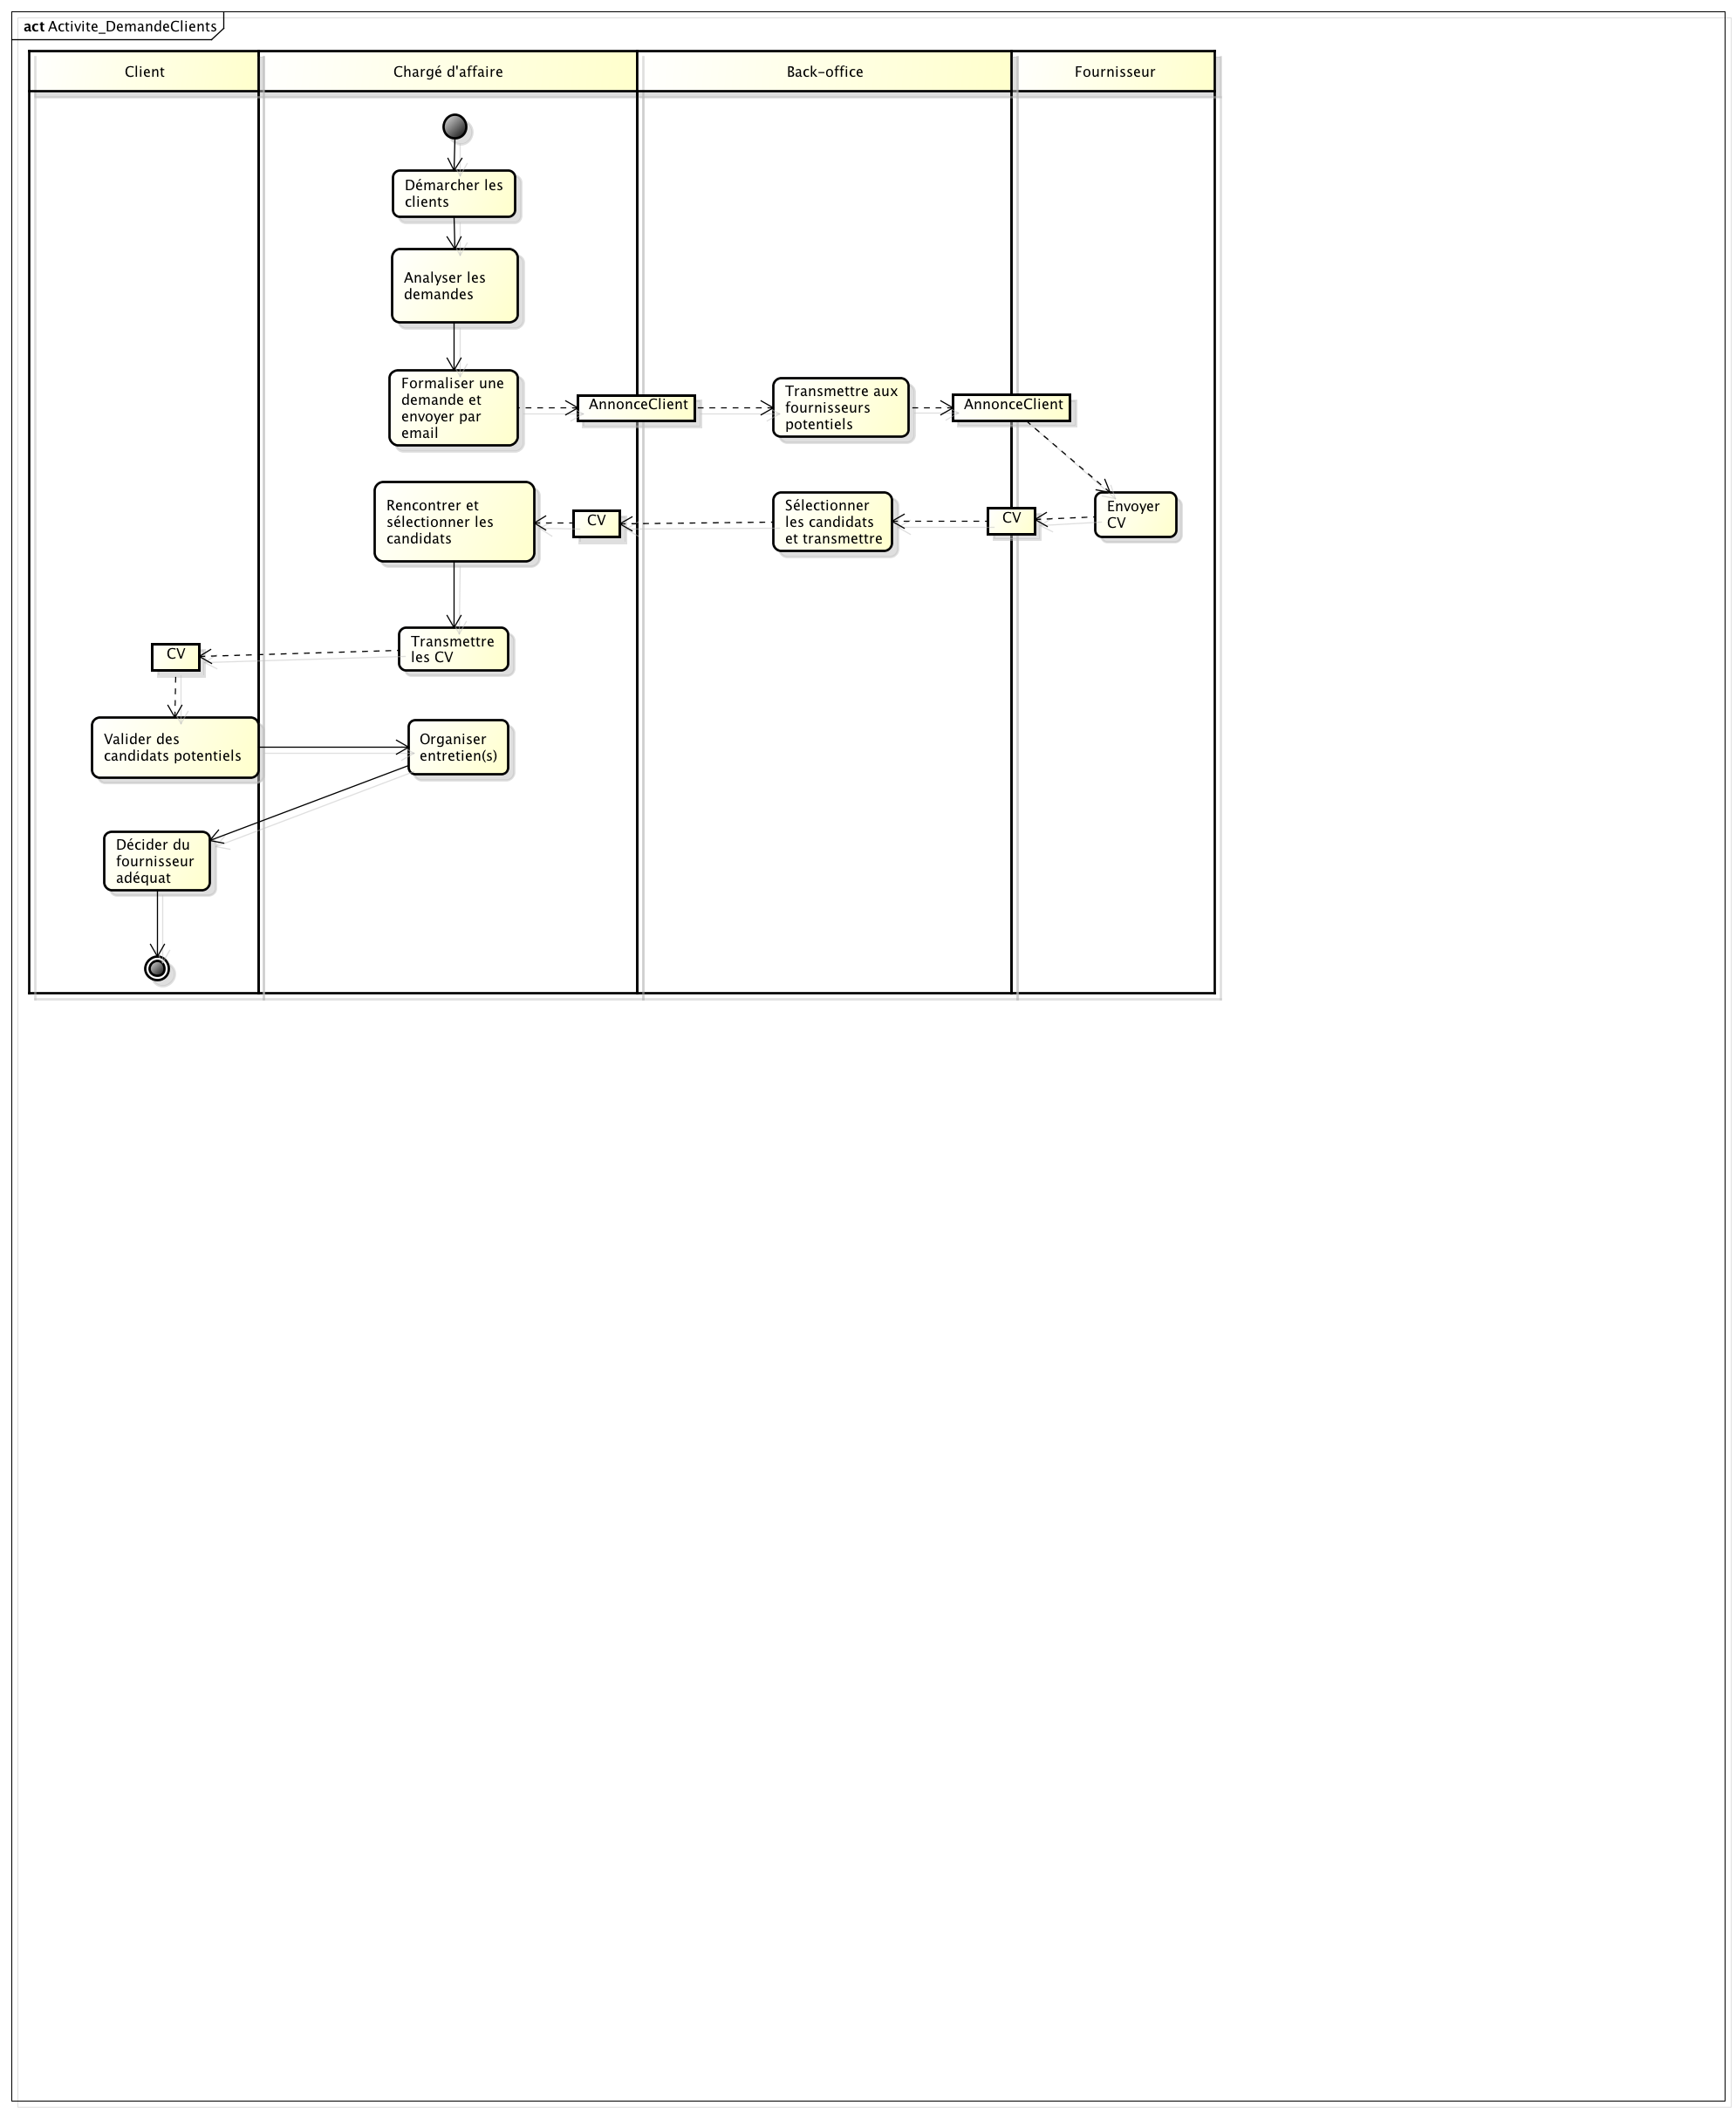 act Activite_DemandeClients
Client
Chargé d'affaire
Back-office
Fournisseur
Démarcher les
clients
Analyser les
demandes
Formaliser une
demande et
envoyer par
email
AnnonceClient
Transmettre aux
fournisseurs
potentiels
AnnonceClient
Envoyer
CV
CV
Sélectionner
les candidats
et transmettre
CV
Rencontrer et
sélectionner les
candidats
Transmettre
les CV
CV
Valider des
candidats potentiels
Organiser
entretien(s)
Décider du
fournisseur
adéquat